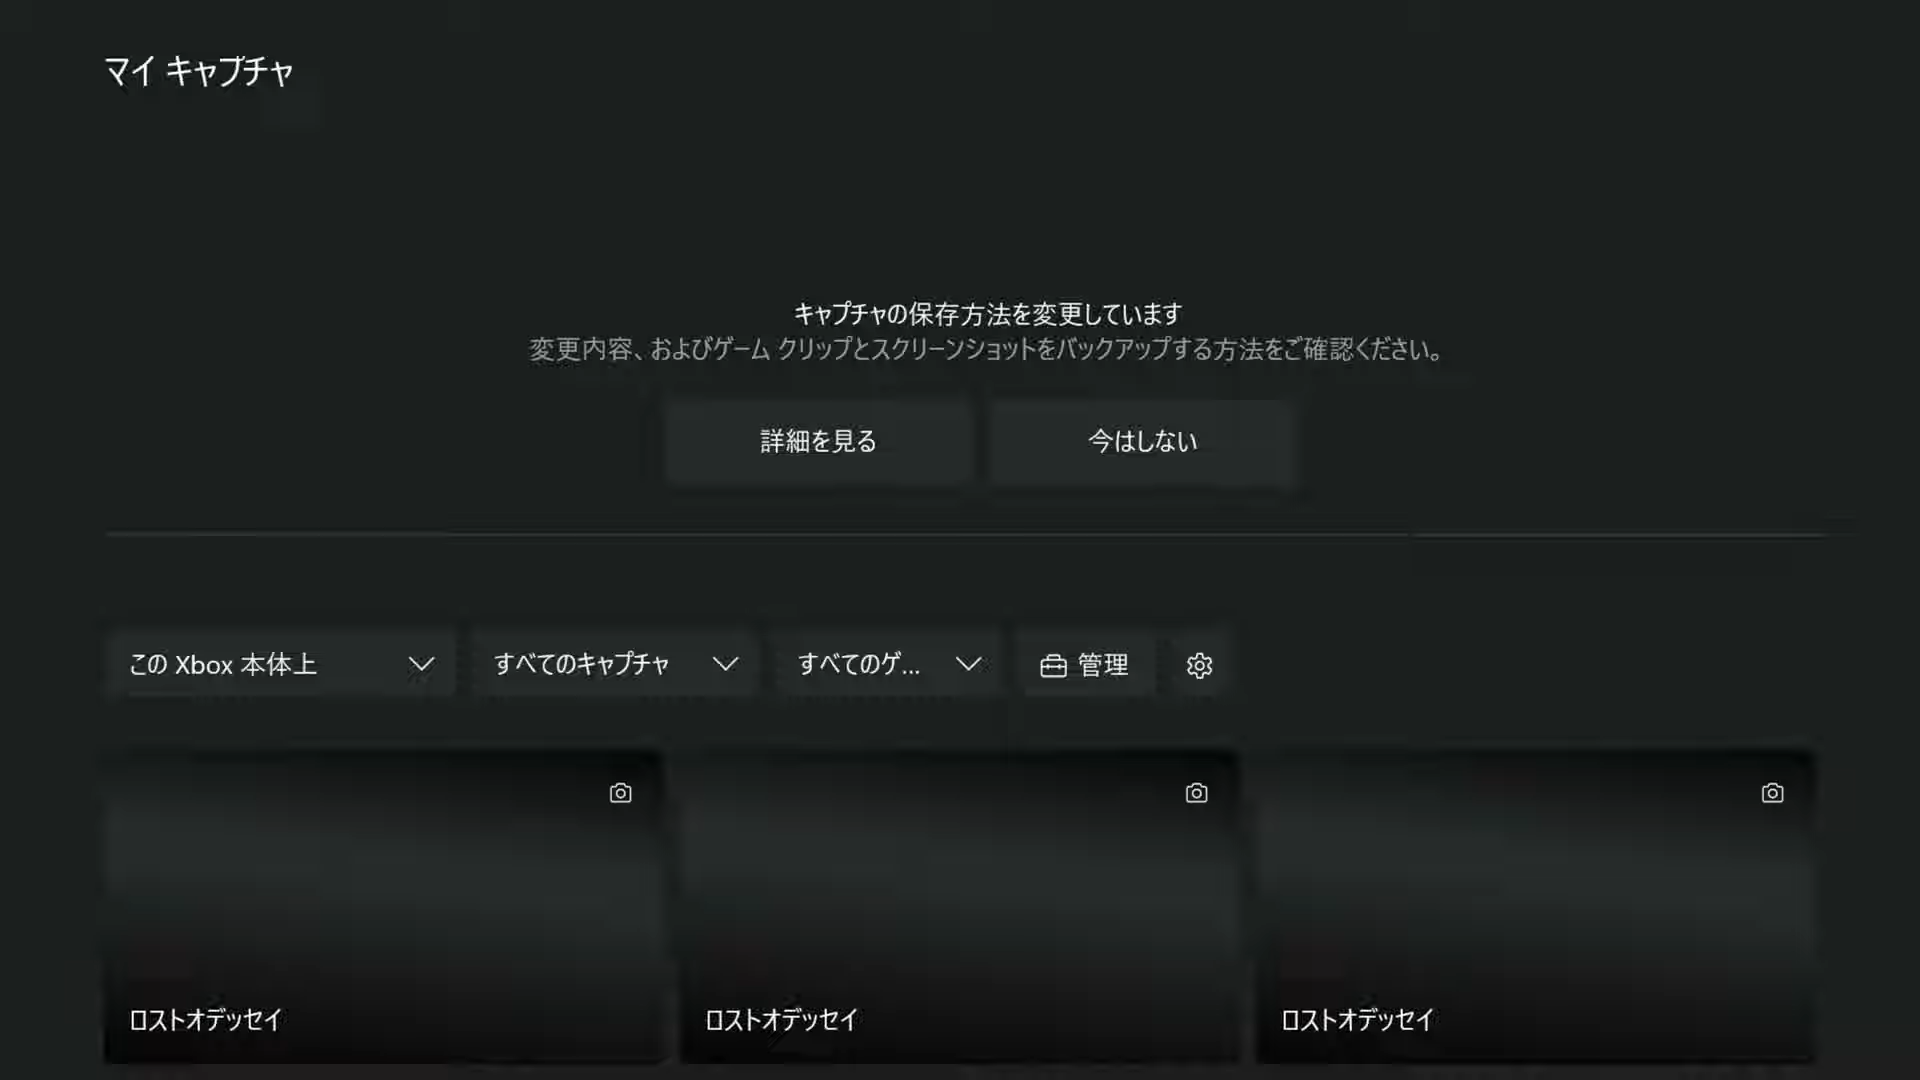 マイ キャプチャ
キャプチャの保存方法を変更しています
変更内容、およびゲーム クリップとスクリーンショットをバックアップする方法をご確認ください。
詳細を見る
今はしない
この Xbox 本体上
すべてのキャプチャ
すべてのゲ...
管理
ロストオデッセイ
ロストオデッセイ
ロストオデッセイ